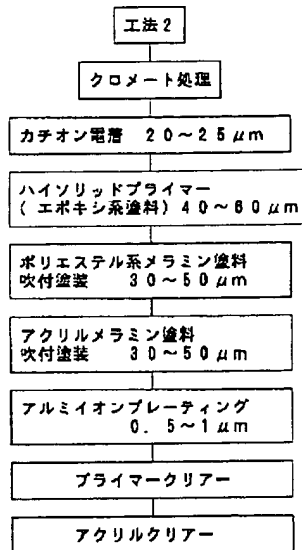 工法2
クロメート処理
カチオン電着 20~25μm
ハイソリッドプライマー
(エポキシ系塗料)40~60μm
ポリエステル系メラミン塗料
吹付塗装 30~50μm
アクリルメラミン塗料
吹付塗装 30~50μm
アルミイオンプレーティング
0.5~1μm
プライマークリアー
アクリルクリアー